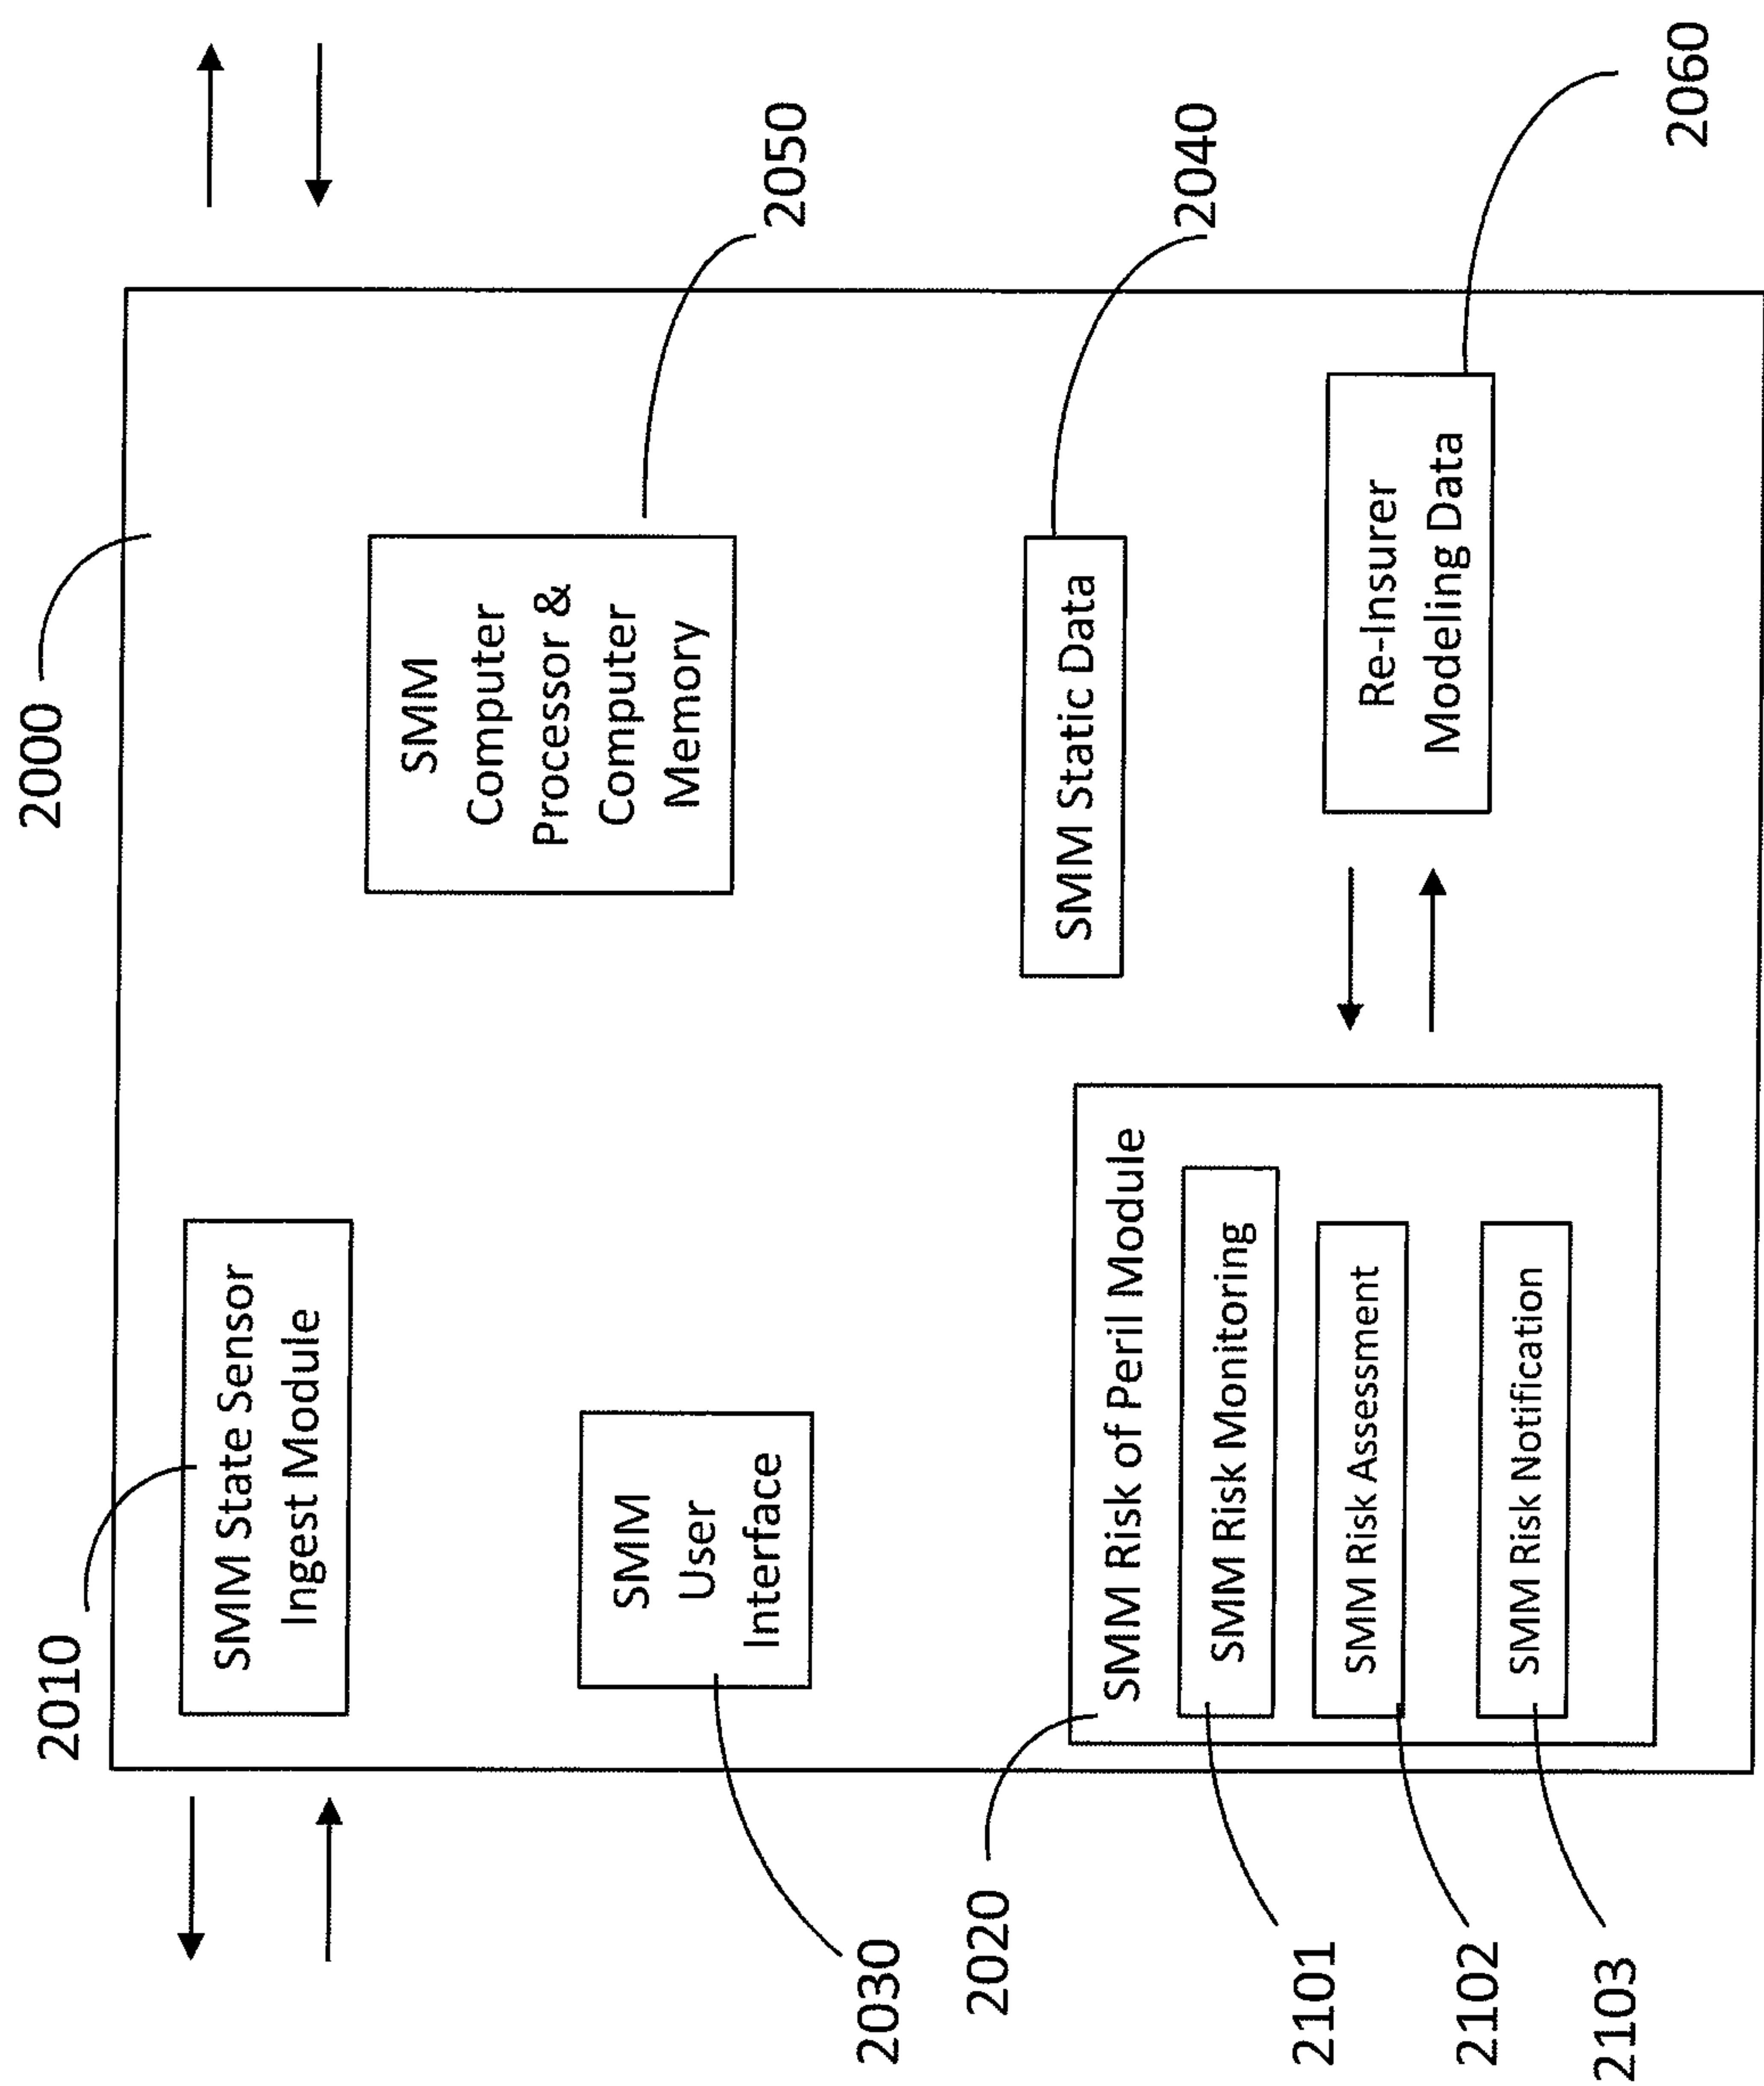 2000
2010
SMM State Sensor
Ingest Module
SMM
Computer
Processor &
Computer
Memory
2050
SMM
User
Interface
2030
2020
SMM Risk of Peril Module
SMM Risk Monitoring
SMM Risk Assessment
SMM Risk Notification
2101
2102
2103
SMM Static Data
2040
Re-Insurer
Modeling Data
2060